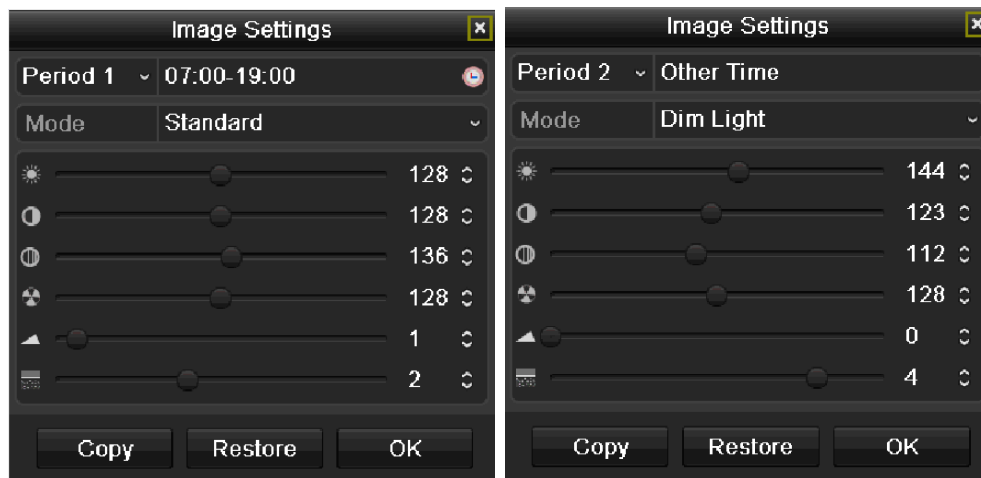 Image Settings
Period 1 07:00-19:00
Mode Standard
128
128
136
128
1
2
Copy Restore OK
Image Settings
Period 2 Other Time
Mode Dim Light
144
123
112
128
0
4
Copy Restore OK